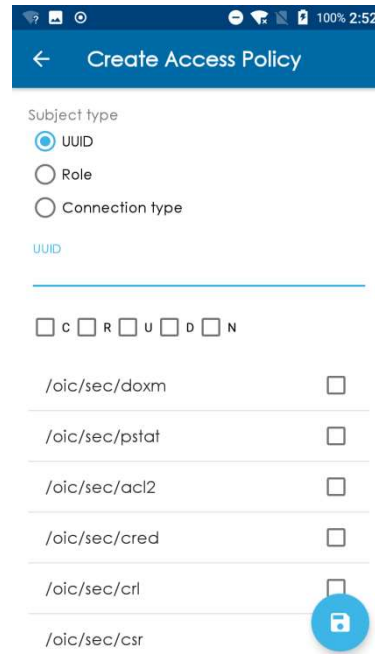 100% 2:52
Create Access Policy
Subject type
UUID
Role
Connection type
UUID
C R U D N
/oic/sec/doxm
/oic/sec/pstat
/oic/sec/acl2
/oic/sec/cred
/oic/sec/crl
/oic/sec/csr